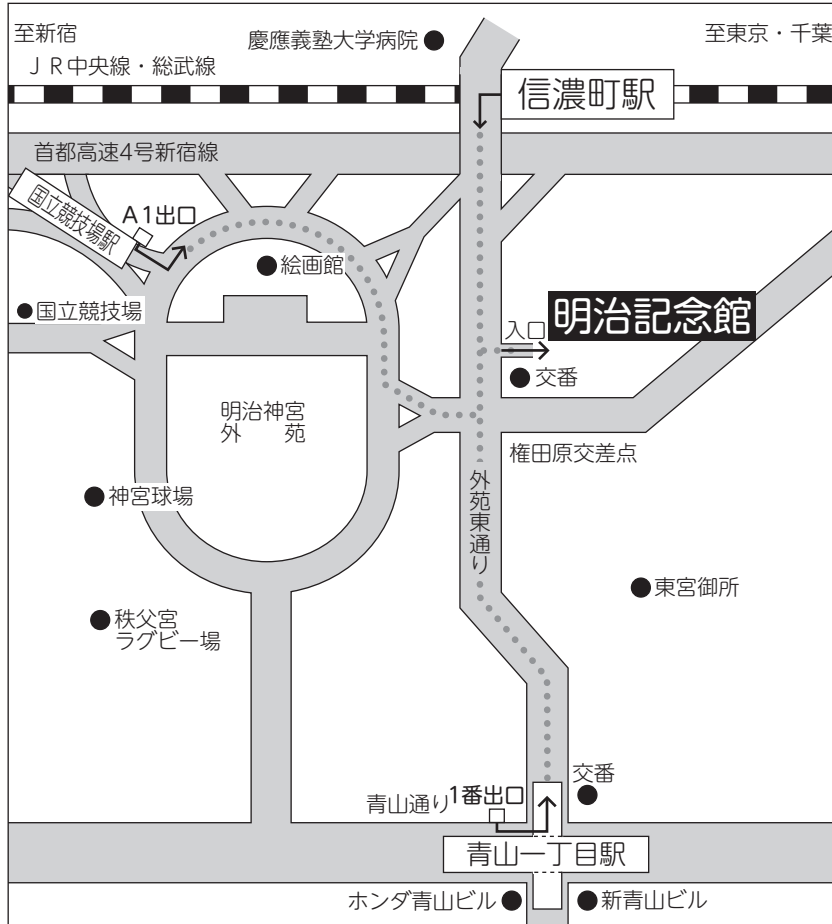 至新宿
慶應義塾大学病院
至東京・千葉
ＪＲ中央線・総武線
信濃町駅
首都高速4号新宿線
国立競技場駅
A1出口
絵画館
国立競技場
入口
明治記念館
交番
明治神宮
外　苑
権田原交差点
神宮球場
外苑東通り
東宮御所
秩父宮
ラグビー場
交番
青山通り
1番出口
青山一丁目駅
ホンダ青山ビル
新青山ビル